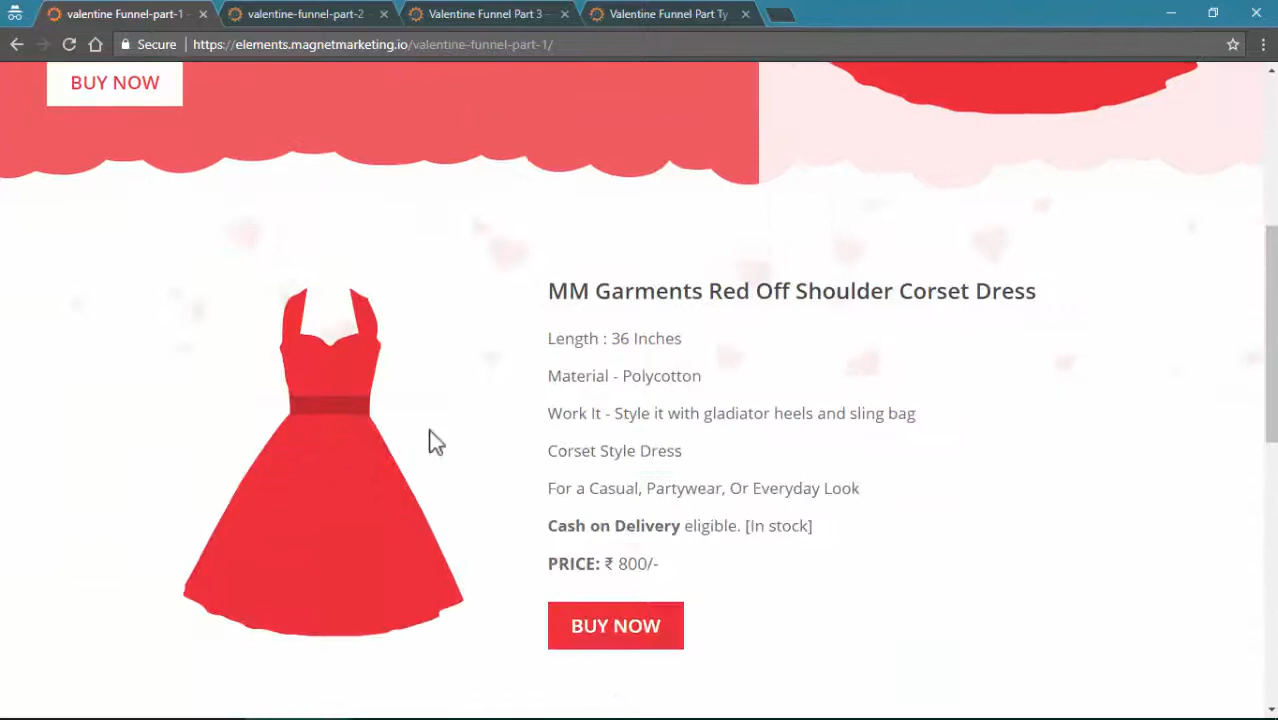 valentine Funnel-part-1 -
valentine-funnel-part-2
Valentine Funnel Part 3 -
Valentine Funnel Part Ty
Secure
https://elements.magnetmarketing.io/valentine-funnel-part-1/
BUY NOW
MM Garments Red Off Shoulder Corset Dress
Length : 36 Inches
Material - Polycotton
Work It - Style it with gladiator heels and sling bag
Corset Style Dress
For a Casual, Partywear, Or Everyday Look
Cash on Delivery eligible. [In stock]
PRICE: ₹ 800/-
BUY NOW